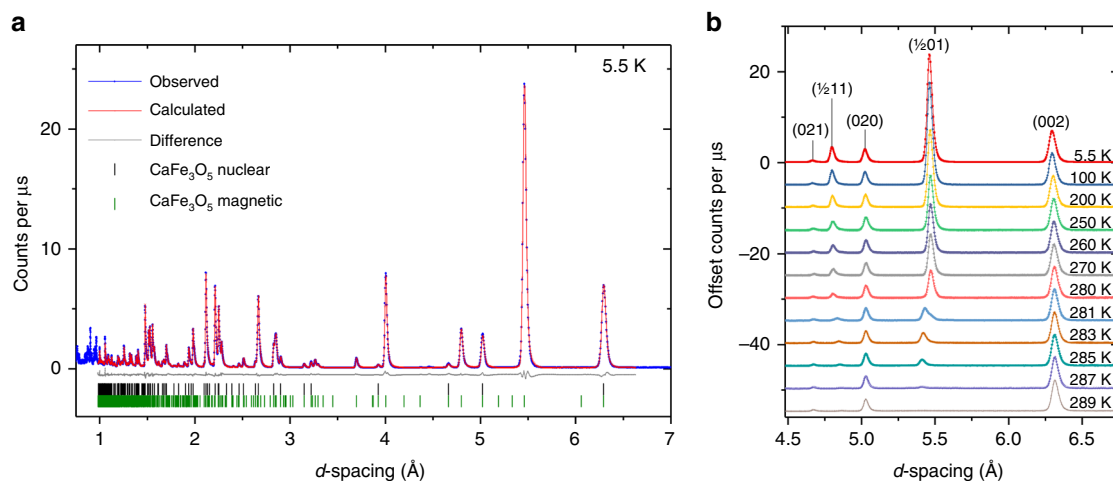 a
5.5 K
Observed
Calculated
Difference
CaFe₃O₅ nuclear
CaFe₃O₅ magnetic
Counts per µs
20
10
0
1 2 3 4 5 6 7
d-spacing (Å)
b
(½01)
(½11)
(021) (020) (002)
5.5 K
100 K
200 K
250 K
260 K
270 K
280 K
281 K
283 K
285 K
287 K
289 K
Offset counts per µs
20
0
−20
−40
4.5 5.0 5.5 6.0 6.5
d-spacing (Å)